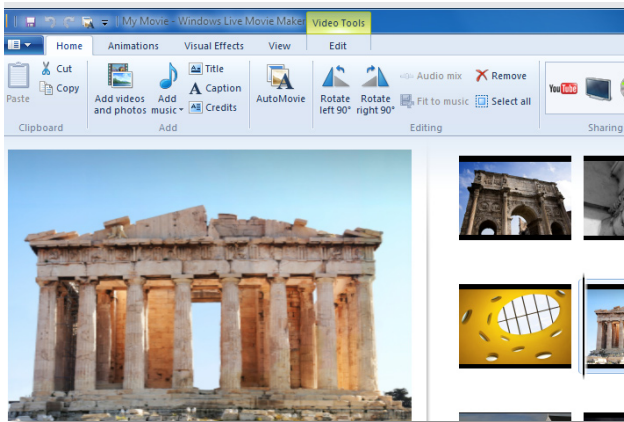 My Movie - Windows Live Movie Maker
Video Tools
Home Animations Visual Effects View Edit
Paste
Cut
Copy
Clipboard
Add videos and photos
Add music
Title
Caption
Credits
Add
AutoMovie
Rotate left 90°
Rotate right 90°
Audio mix
Fit to music
Remove
Select all
Editing
You Tube
Sharing